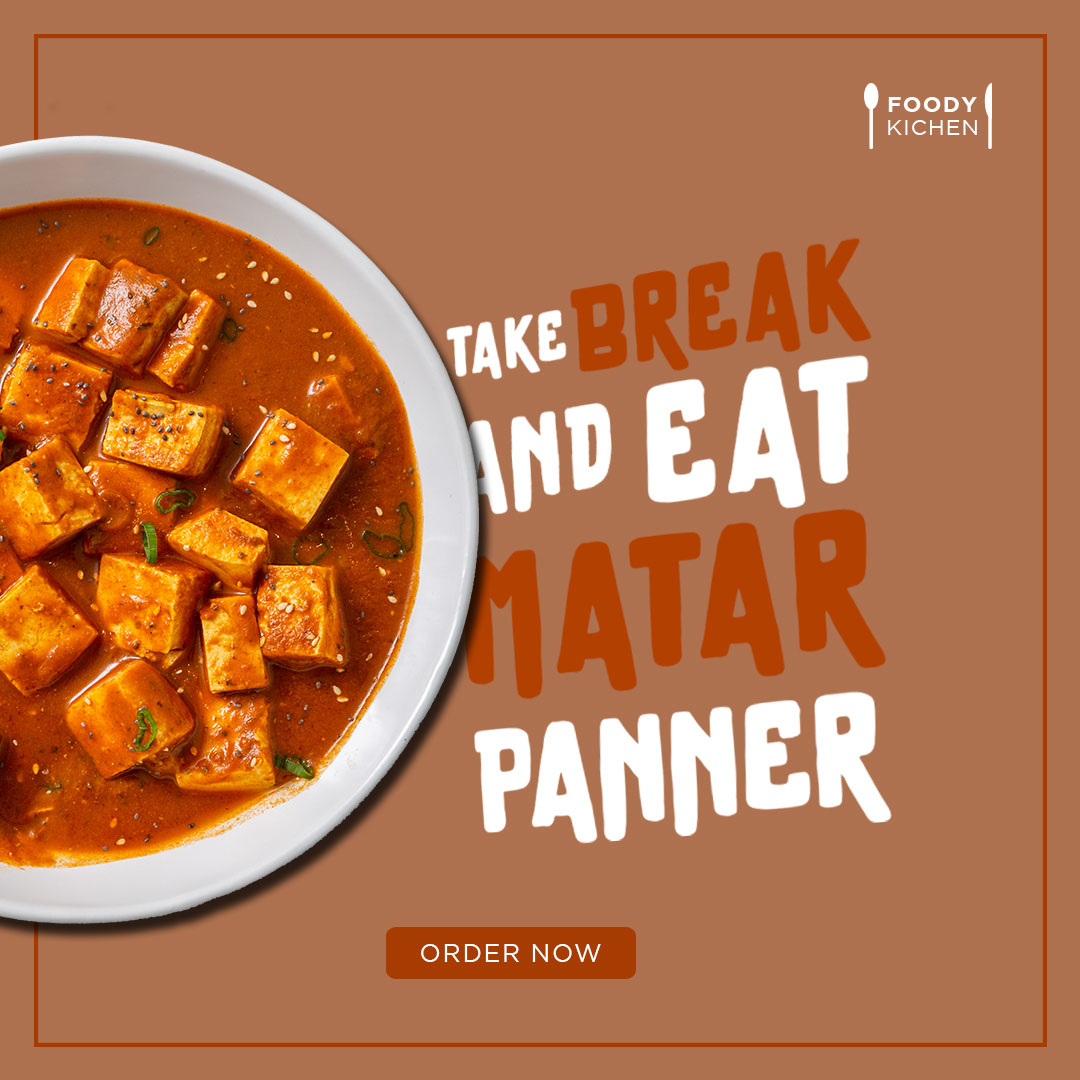 FOODY
KICHEN
TAKE BREAK
AND EAT
MATAR
PANNER
ORDER NOW